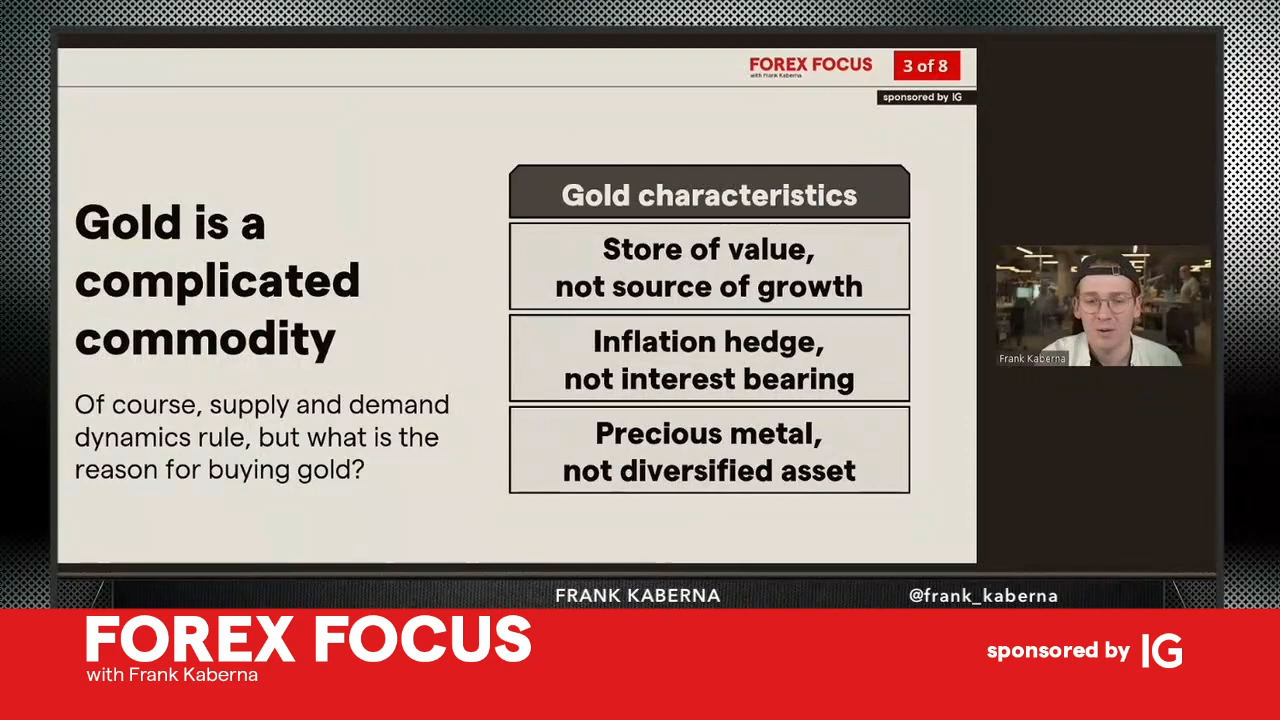 FOREX FOCUS
with Frank Kaberna
3 of 8
sponsored by IG
Gold is a
complicated
commodity
Of course, supply and demand
dynamics rule, but what is the
reason for buying gold?
Gold characteristics
Store of value,
not source of growth
Inflation hedge,
not interest bearing
Precious metal,
not diversified asset
Frank Kaberna
FRANK KABERNA
@frank_kaberna
FOREX FOCUS
with Frank Kaberna
sponsored by IG